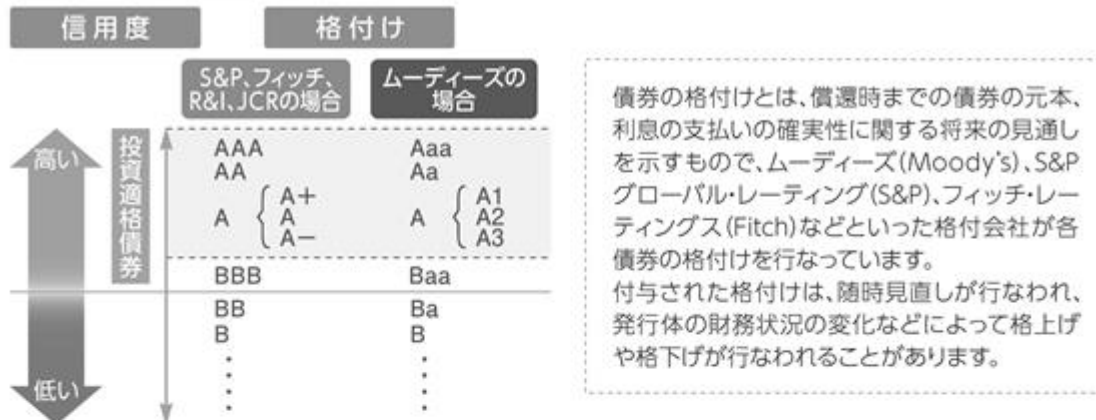 信用度
格付け
S&P、フィッチ、
R&I、JCRの場合
ムーディーズの
場合
高い
低い
投資適格債券
AAA
AA
A
A+
A
A−
BBB
BB
B
Aaa
Aa
A
A1
A2
A3
Baa
Ba
B
債券の格付けとは、償還時までの債券の元本、
利息の支払いの確実性に関する将来の見通し
を示すもので、ムーディーズ(Moody's)、S&P
グローバル・レーティング(S&P)、フィッチ・レー
ティングス(Fitch)などといった格付会社が各
債券の格付けを行なっています。
付与された格付けは、随時見直しが行なわれ、
発行体の財務状況の変化などによって格上げ
や格下げが行なわれることがあります。